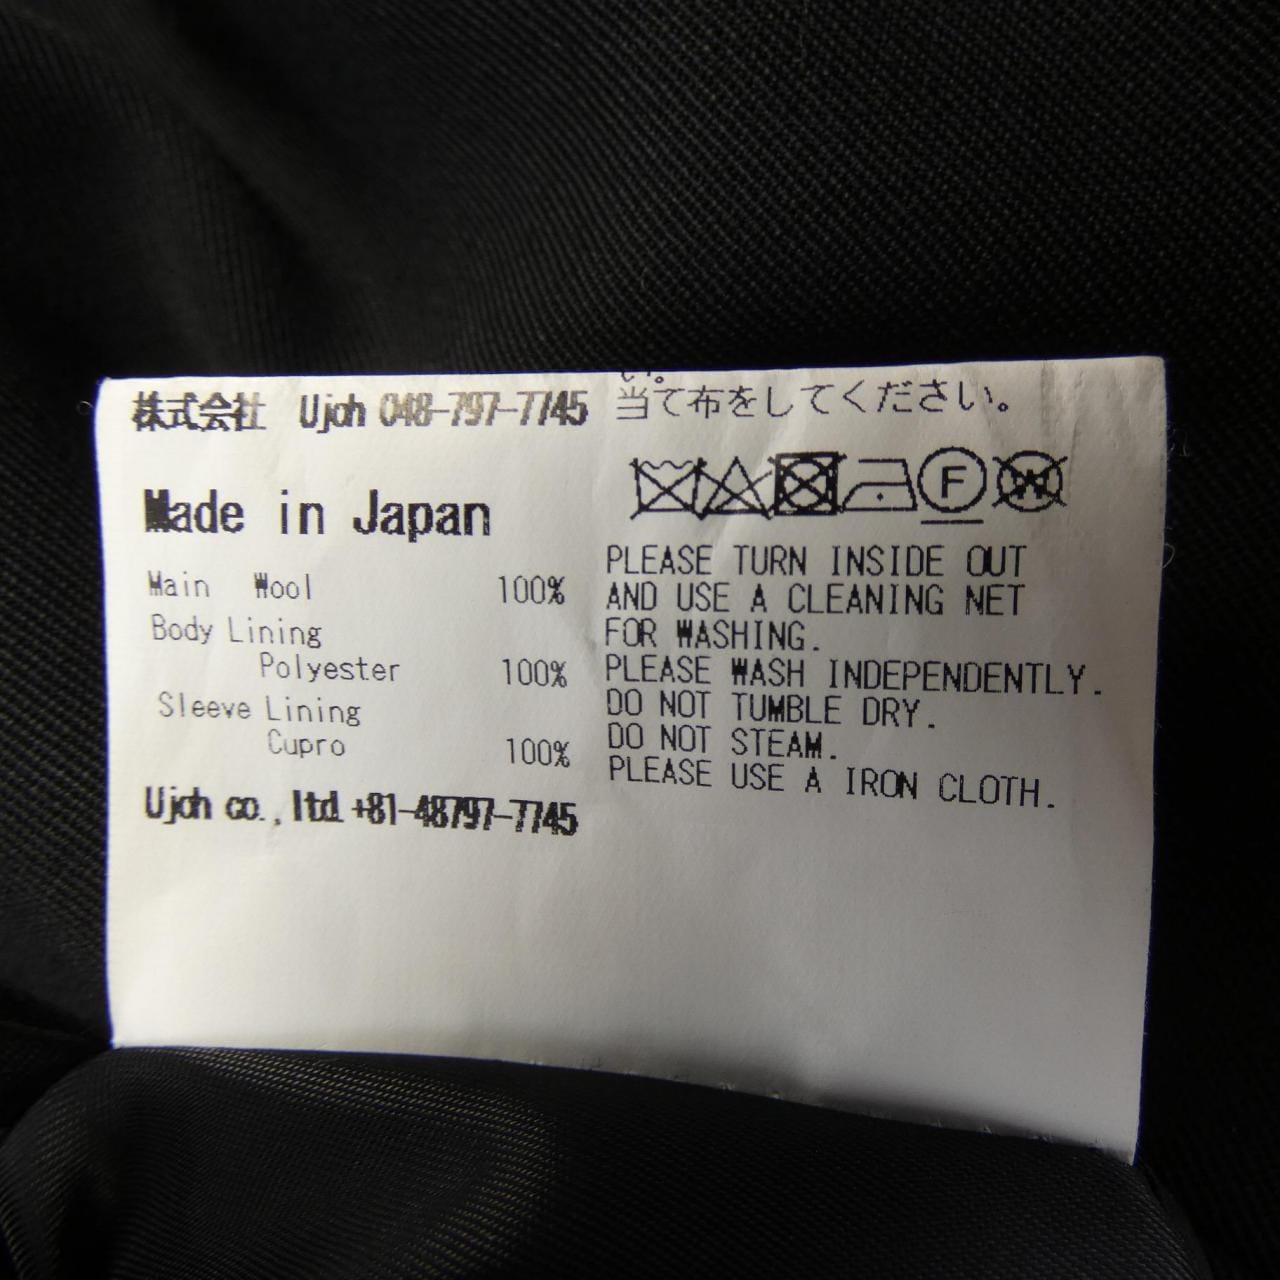 株式会社 Ujoh 048-797-7745
Made in Japan
Main Wool 100%
Body Lining
Polyester 100%
Sleeve Lining
Cupro 100%
Ujoh co., ltd. +81-48797-7745
い。
当て布をしてください。
F W
PLEASE TURN INSIDE OUT
AND USE A CLEANING NET
FOR WASHING.
PLEASE WASH INDEPENDENTLY.
DO NOT TUMBLE DRY.
DO NOT STEAM.
PLEASE USE A IRON CLOTH.